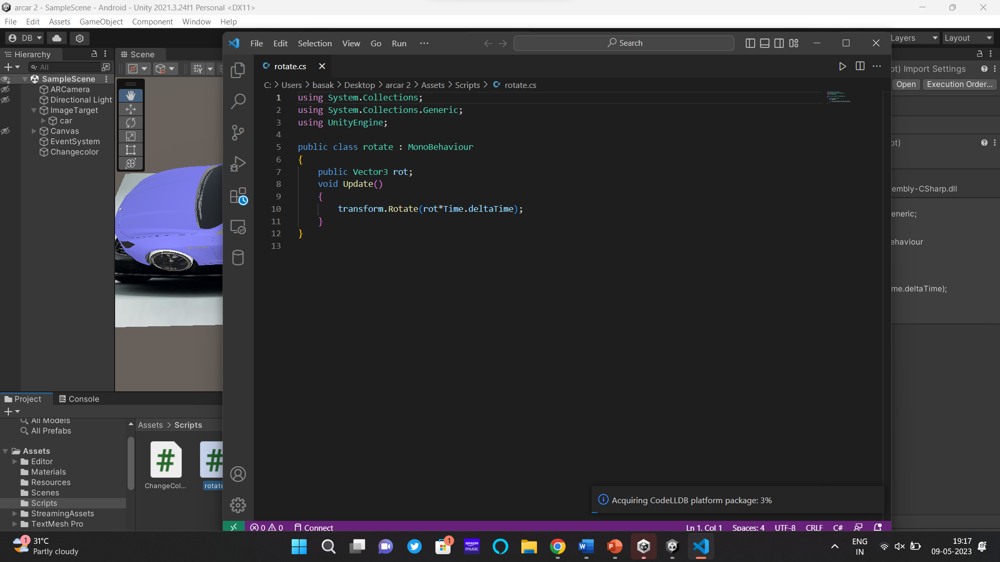 arcar 2 - SampleScene - Android - Unity 2021.3.24f1 Personal <DX11>
File Edit Assets GameObject Component Window Help
DB
Layers Layout
Hierarchy
All
SampleScene
ARCamera
Directional Light
ImageTarget
car
Canvas
EventSystem
Changecolor
Scene
File Edit Selection View Go Run ···
Search
rotate.cs
C: > Users > basak > Desktop > arcar 2 > Assets > Scripts > C# rotate.cs
1 using System.Collections;
2 using System.Collections.Generic;
3 using UnityEngine;
4
5 public class rotate : MonoBehaviour
6 {
7 public Vector3 rot;
8 void Update()
9 {
10 transform.Rotate(rot*Time.deltaTime);
11 }
12 }
13
pt) Import Settings
Open Execution Order...
pt)
embly-CSharp.dll
eneric;
ehaviour
me.deltaTime);
Project Console
All Models
All Prefabs
Assets
Editor
Materials
Resources
Scenes
Scripts
StreamingAssets
TextMesh Pro
Assets > Scripts
ChangeCol...
rotate
Acquiring CodeLLDB platform package: 3%
0 0 Connect
Ln 1, Col 1 Spaces: 4 UTF-8 CRLF C#
1
31°C
Partly cloudy
amazon music
1
ENG
IN
19:17
09-05-2023